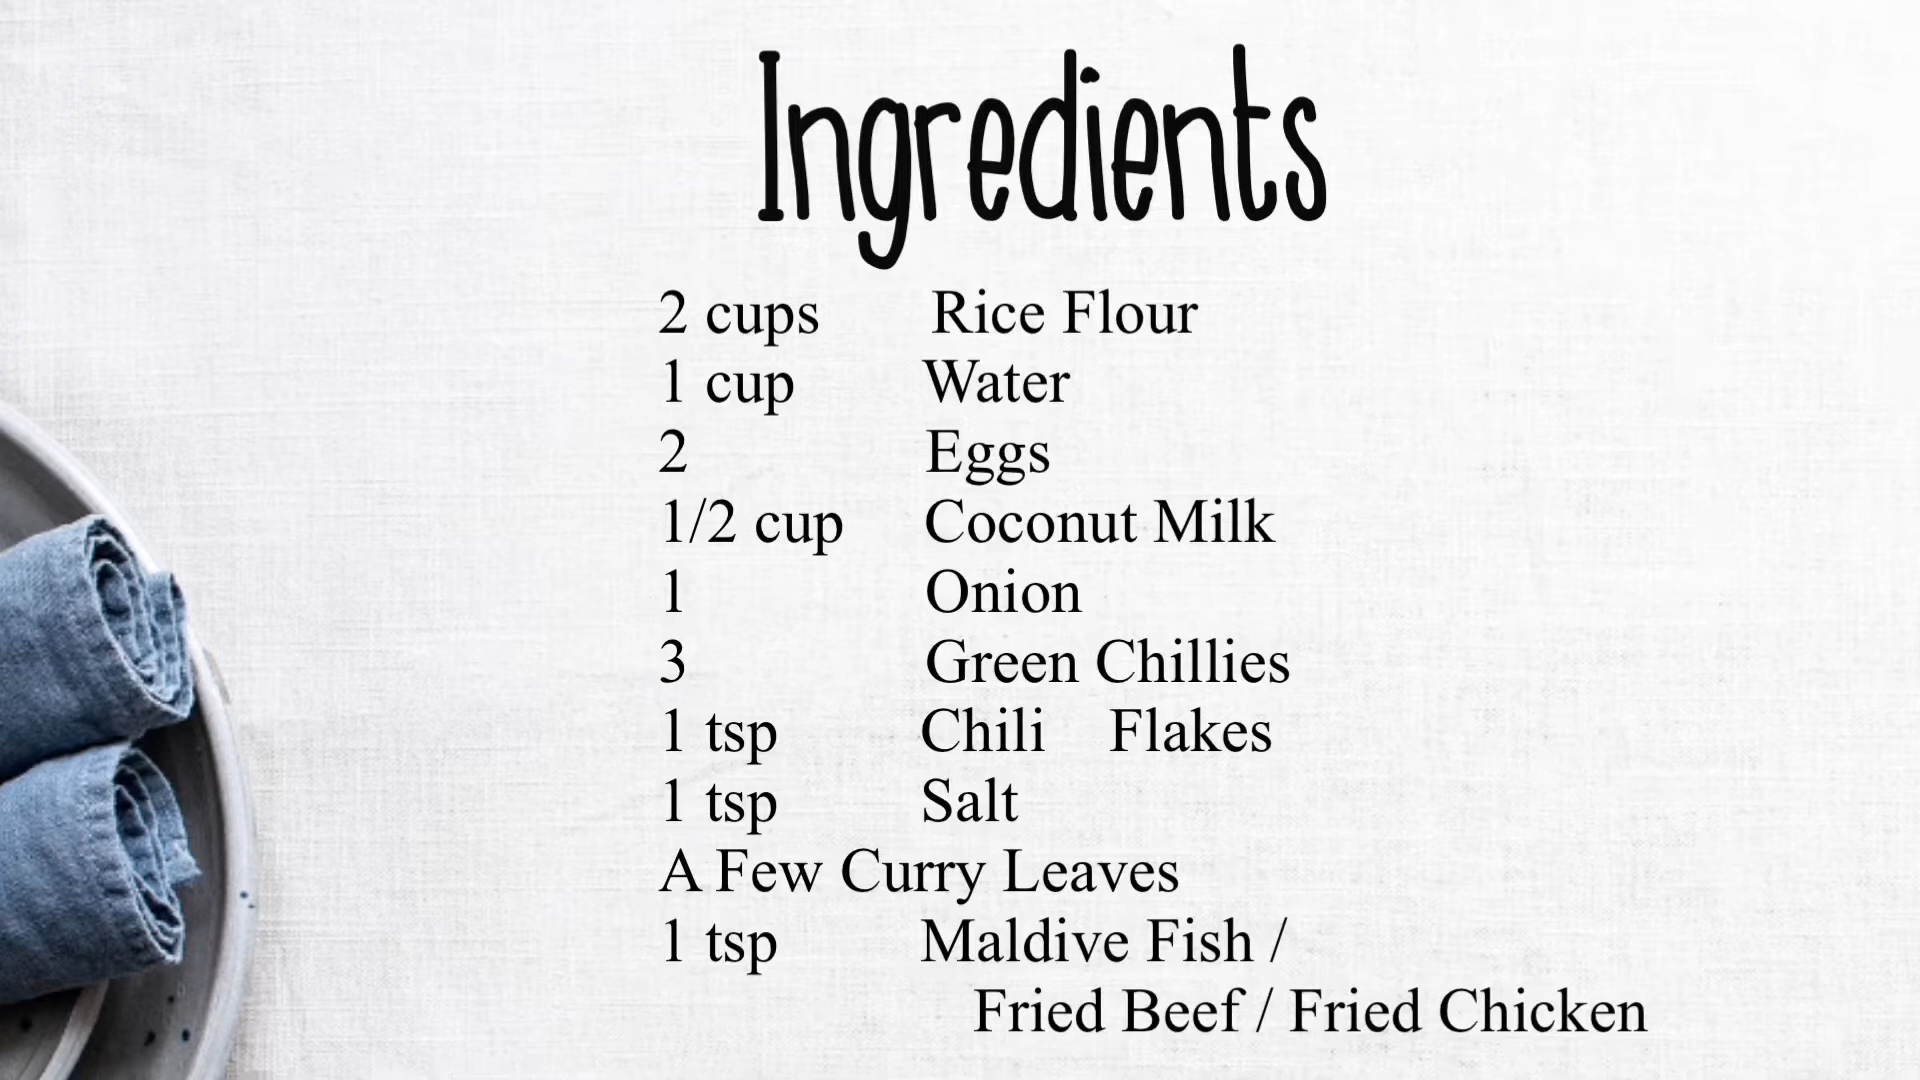 Ingredients
2 cups Rice Flour
1 cup Water
2 Eggs
1/2 cup Coconut Milk
1 Onion
3 Green Chillies
1 tsp Chili Flakes
1 tsp Salt
A Few Curry Leaves
1 tsp Maldive Fish /
Fried Beef / Fried Chicken